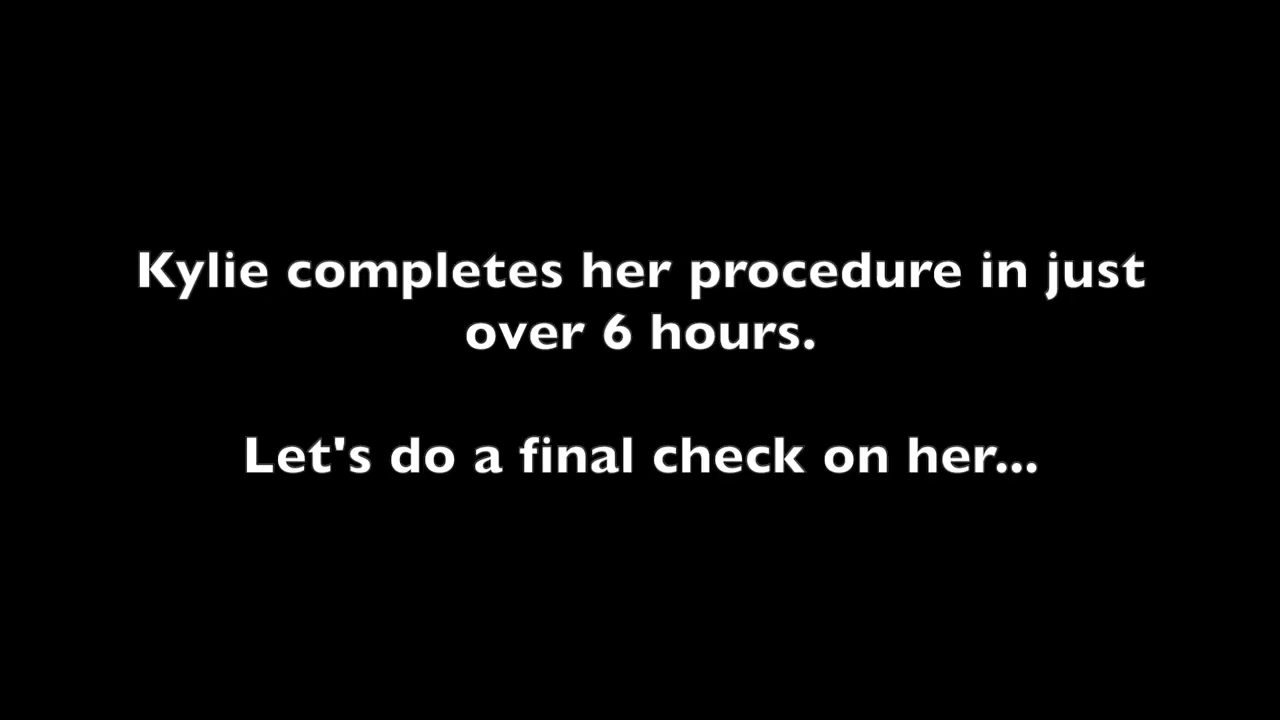 Kylie completes her procedure in just
over 6 hours.
Let's do a final check on her...